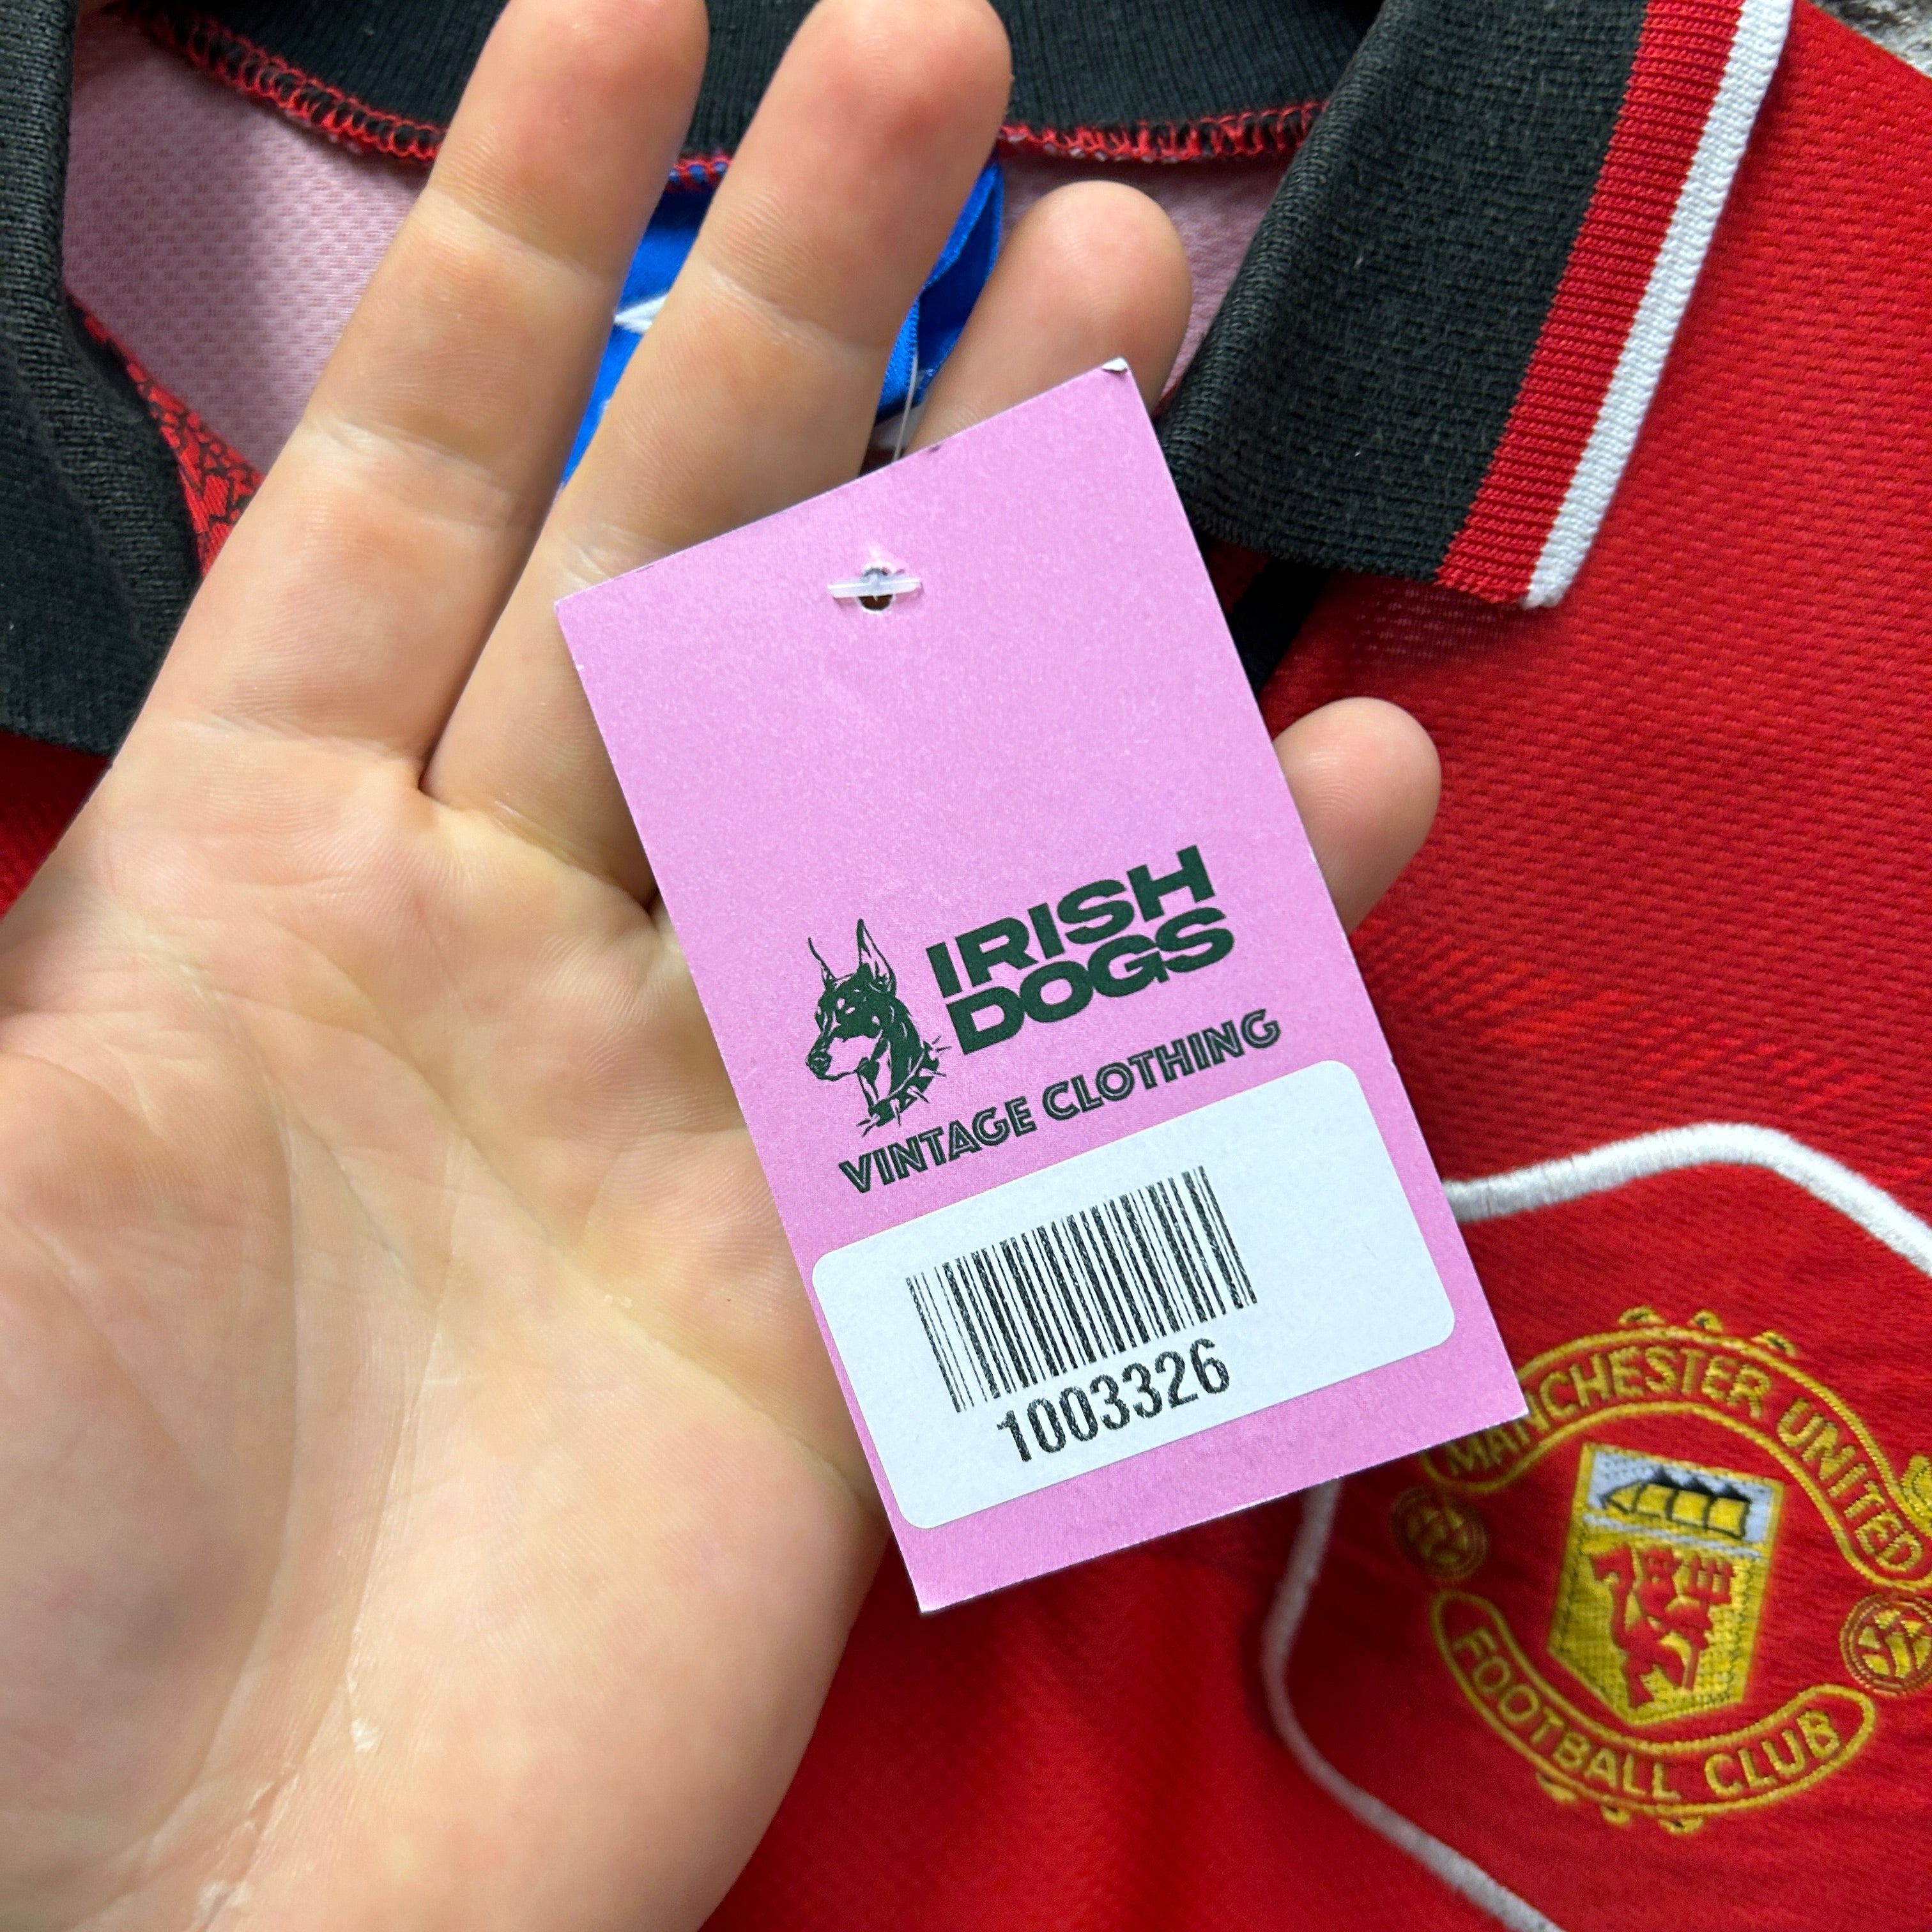 IRISH
DOGS
VINTAGE CLOTHING
1003326
MANCHESTER UNITED
FOOTBALL CLUB